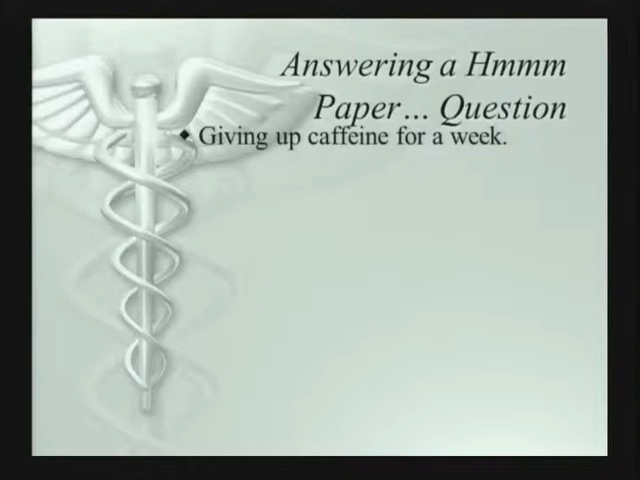 Answering a Hmmm
Paper… Question
◆ Giving up caffeine for a week.